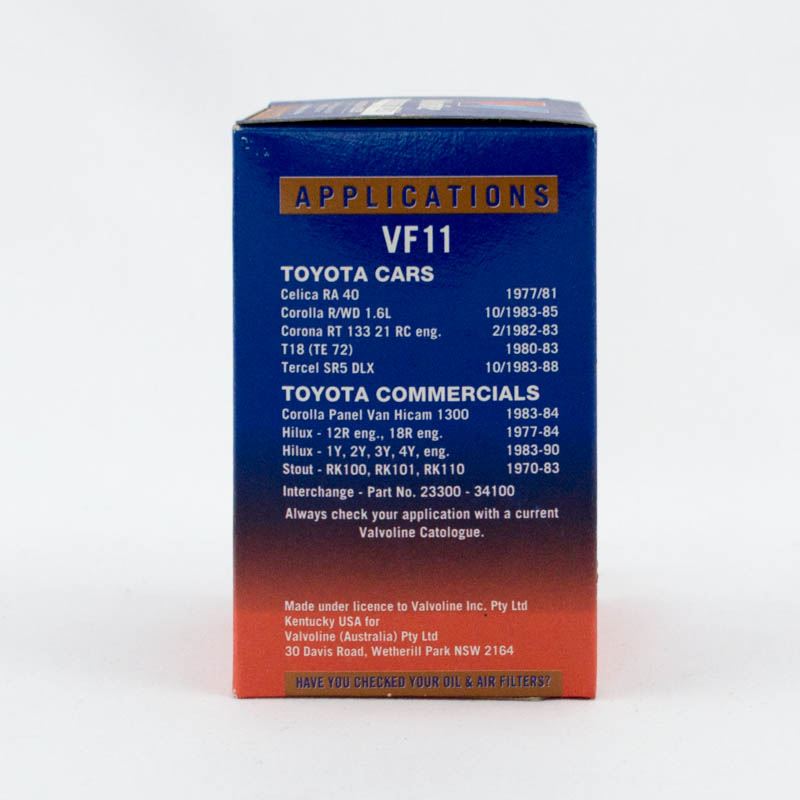 APPLICATIONS
VF11
TOYOTA CARS
Celica RA 40 1977/81
Corolla R/WD 1.6L 10/1983-85
Corona RT 133 21 RC eng. 2/1982-83
T18 (TE 72) 1980-83
Tercel SR5 DLX 10/1983-88
TOYOTA COMMERCIALS
Corolla Panel Van Hicam 1300 1983-84
Hilux - 12R eng., 18R eng. 1977-84
Hilux - 1Y, 2Y, 3Y, 4Y, eng. 1983-90
Stout - RK100, RK101, RK110 1970-83
Interchange - Part No. 23300 - 34100
Always check your application with a current
Valvoline Catologue.
Made under licence to Valvoline Inc. Pty Ltd
Kentucky USA for
Valvoline (Australia) Pty Ltd
30 Davis Road, Wetherill Park NSW 2164
HAVE YOU CHECKED YOUR OIL & AIR FILTERS?